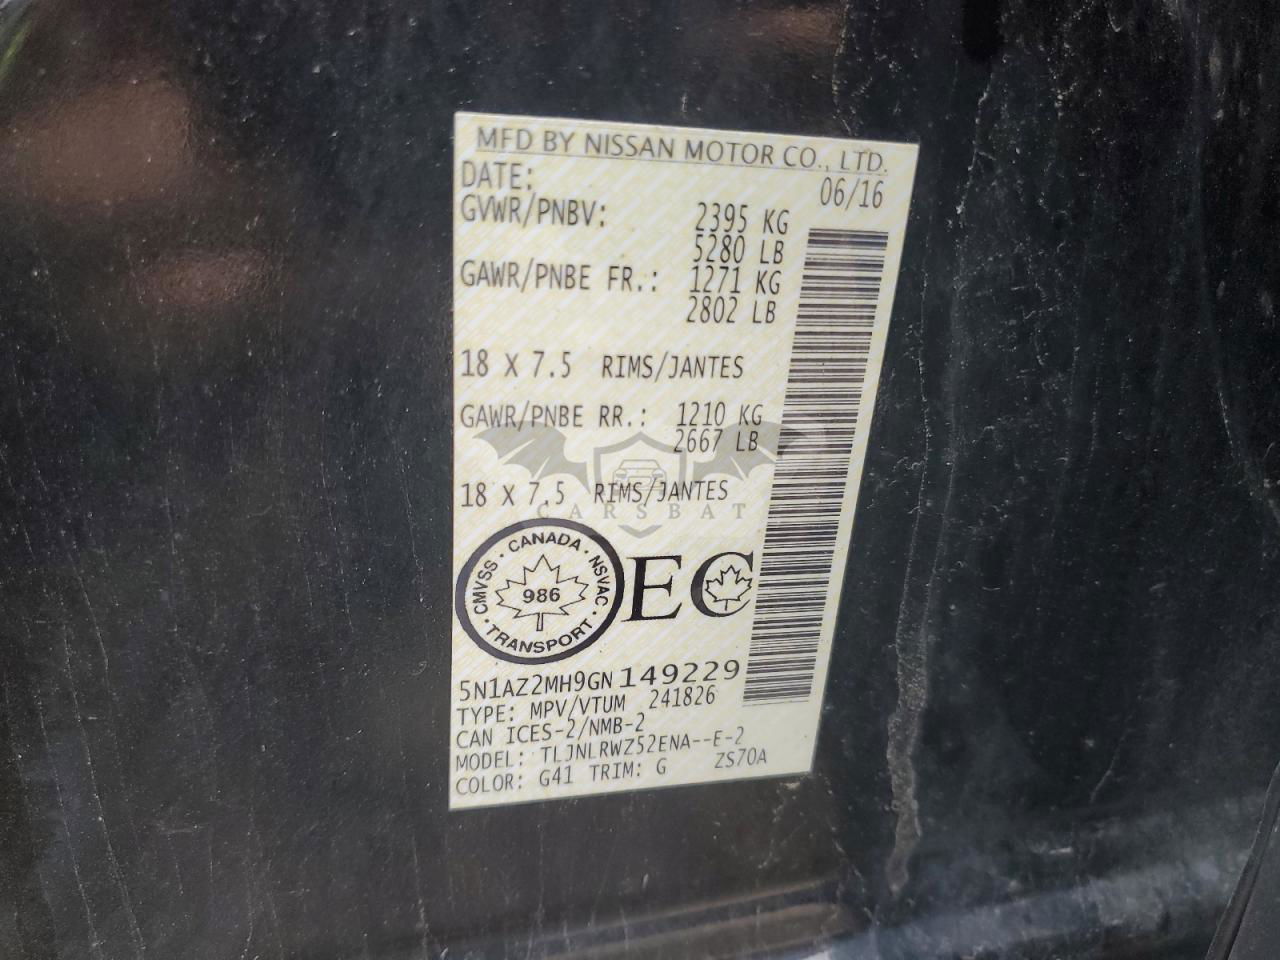 MFD BY NISSAN MOTOR CO., LTD.
DATE: 06/16
GVWR/PNBV: 2395 KG
5280 LB
GAWR/PNBE FR.: 1271 KG
2802 LB
18 X 7.5 RIMS/JANTES
GAWR/PNBE RR.: 1210 KG
2667 LB
18 X 7.5 RIMS/JANTES
CARSBAT
CMVSS · CANADA · NSVAC · TRANSPORT ·
986
EC
5N1AZ2MH9GN149229
TYPE: MPV/VTUM 241826
CAN ICES-2/NMB-2
MODEL: TLJNLRWZ52ENA--E-2
COLOR: G41 TRIM: G ZS70A